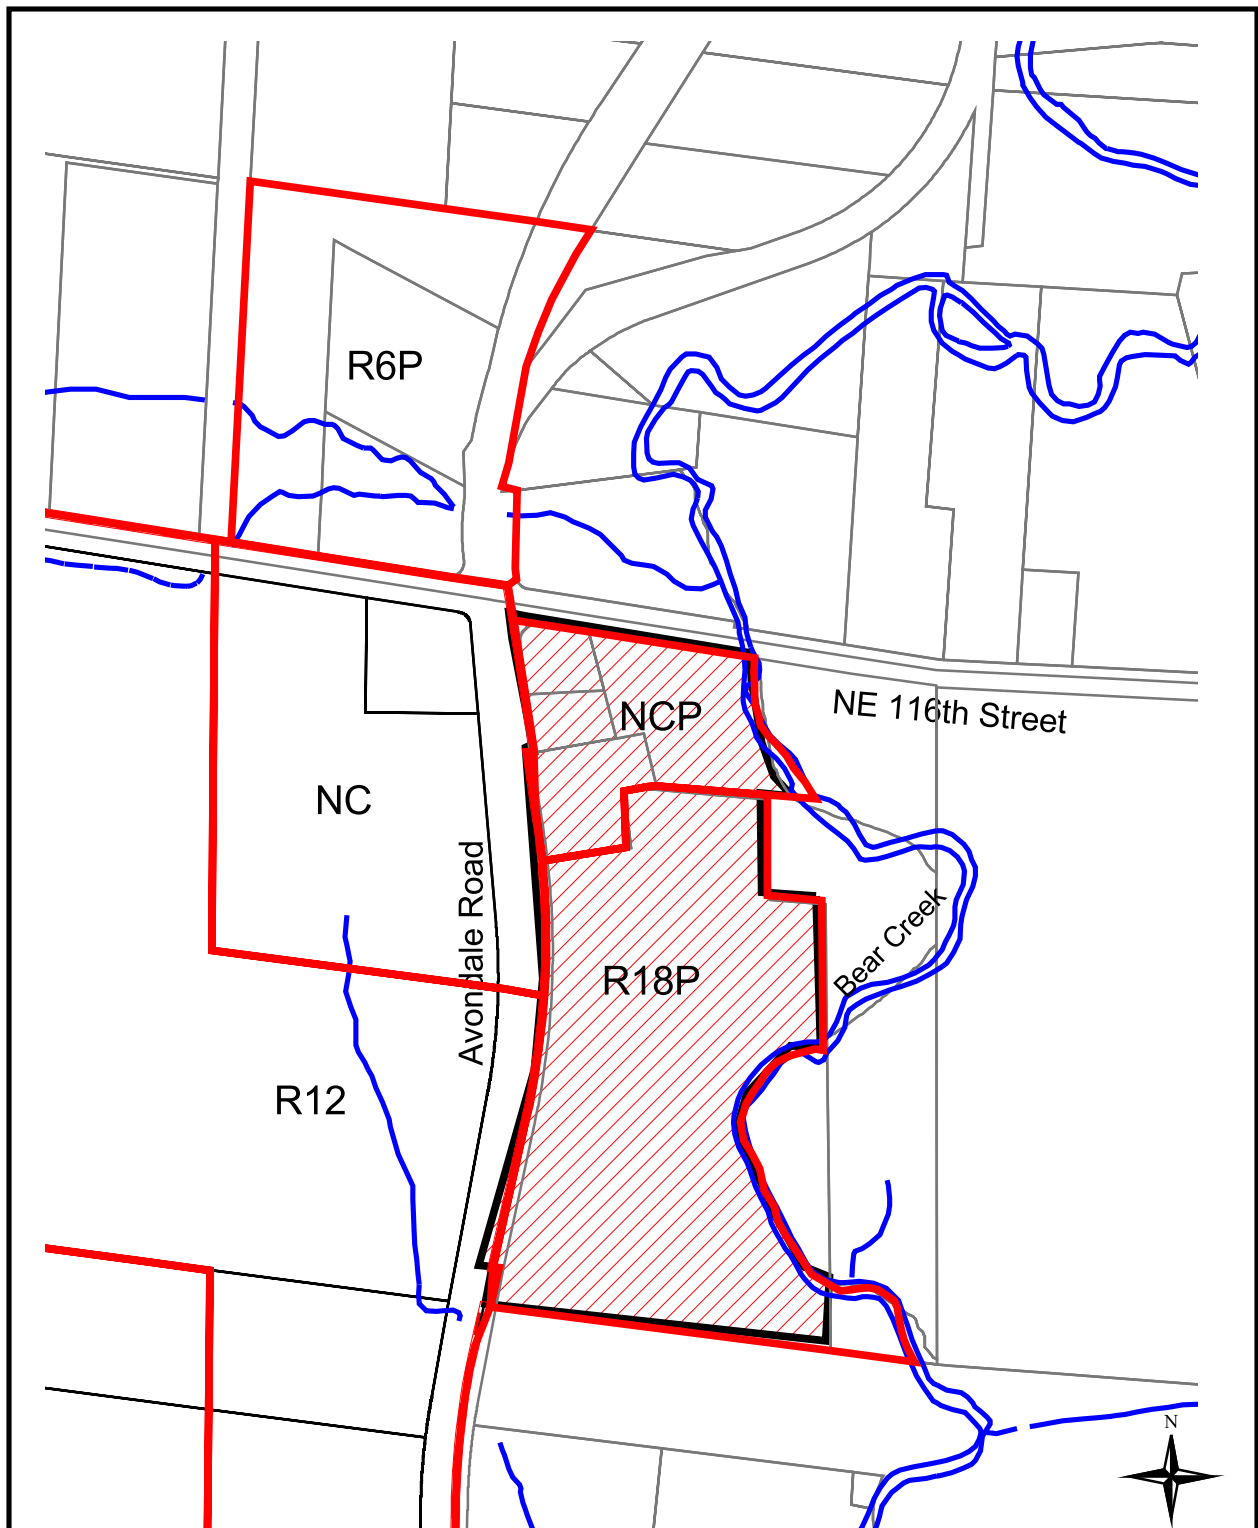 R6P
NCP
NE 116th Street
NC
Avondale Road
Bear Creek
R18P
R12
N